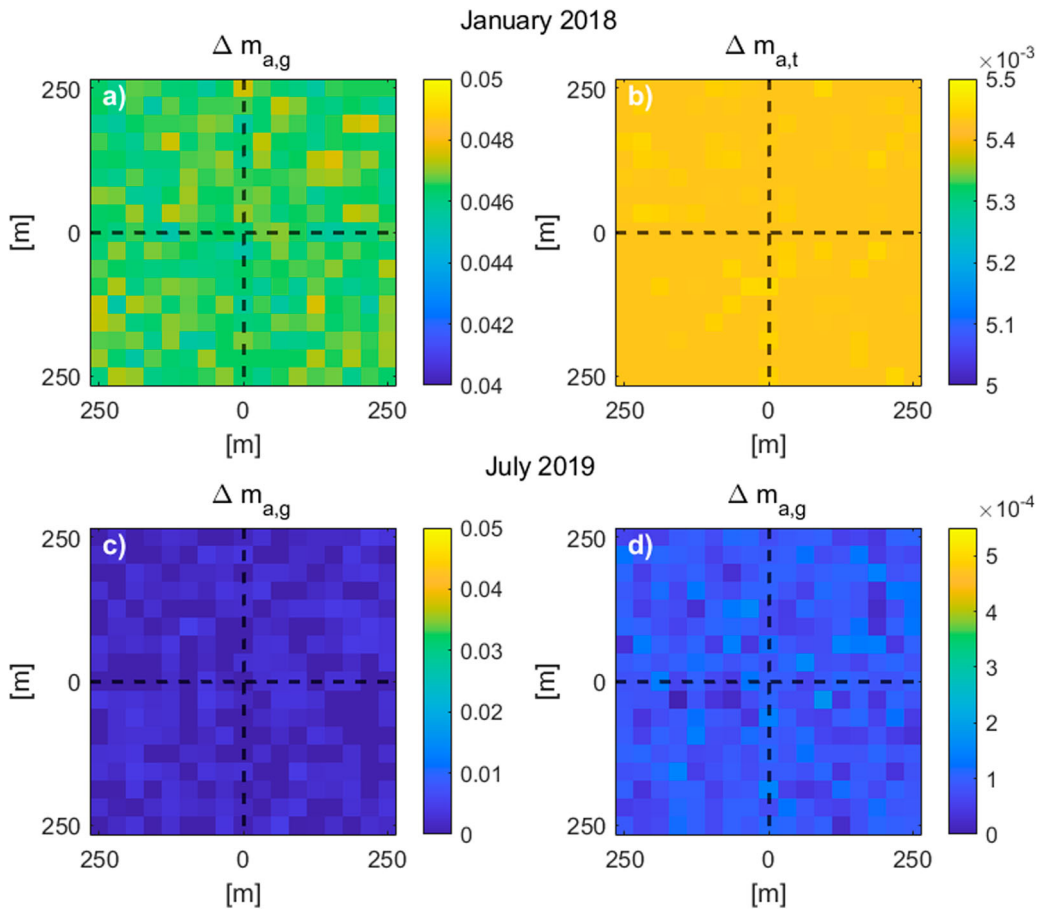 January 2018
Δ m_a,g
Δ m_a,t
×10^-3
a)
b)
[m]
250
0
250
250
0
250
[m]
0.05
0.048
0.046
0.044
0.042
0.04
[m]
250
0
250
250
0
250
[m]
5.5
5.4
5.3
5.2
5.1
5
July 2019
Δ m_a,g
Δ m_a,g
×10^-4
c)
d)
[m]
250
0
250
250
0
250
[m]
0.05
0.04
0.03
0.02
0.01
0
[m]
250
0
250
250
0
250
[m]
5
4
3
2
1
0